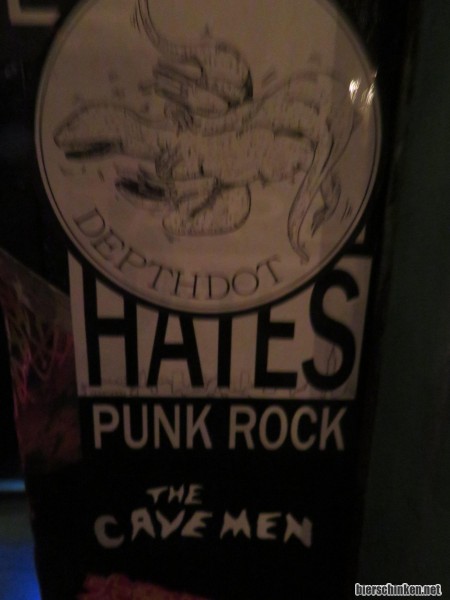 DEPTHDOT
HATES
PUNK ROCK
THE
CAVEMEN
bierschinken.net